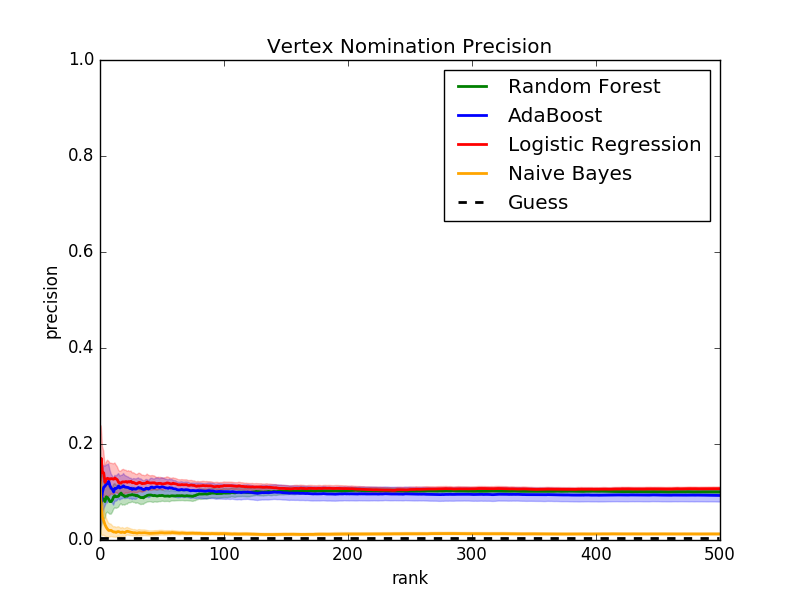 Vertex Nomination Precision
1.0
0.8
0.6
0.4
0.2
0.0
precision
Random Forest
AdaBoost
Logistic Regression
Naive Bayes
Guess
0 100 200 300 400 500
rank